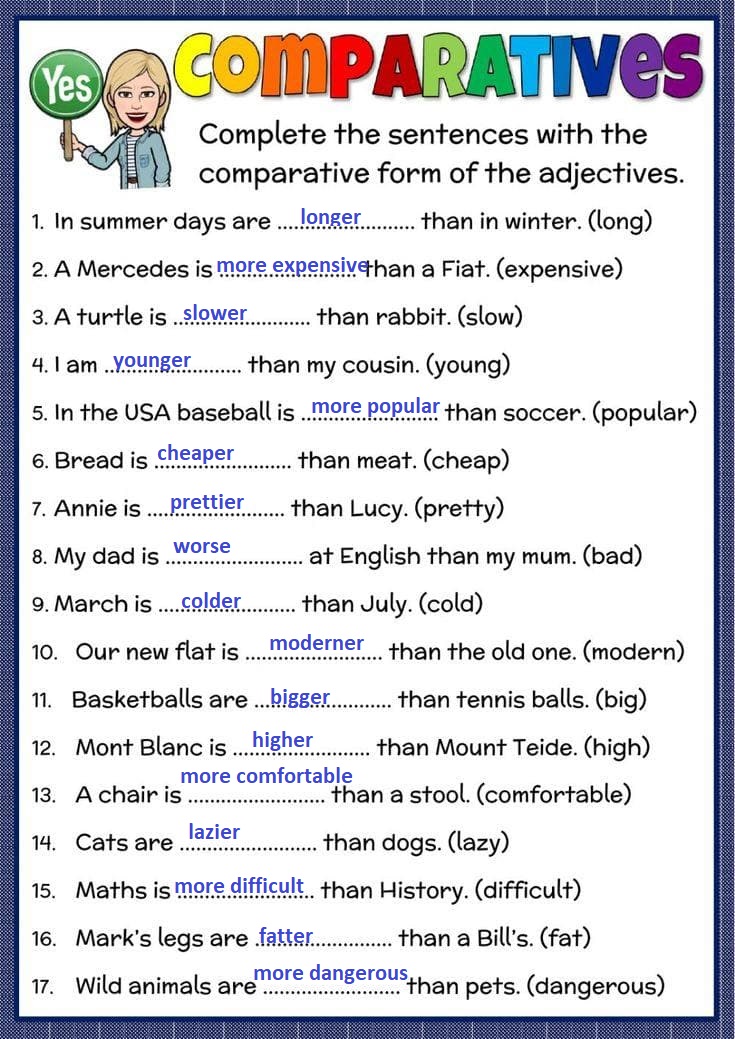 Yes
COMPARATIVES
Complete the sentences with the
comparative form of the adjectives.
1. In summer days are ....longer.... than in winter. (long)
2. A Mercedes is more expensive than a Fiat. (expensive)
3. A turtle is ..slower.......... than rabbit. (slow)
4. I am ..younger........ than my cousin. (young)
5. In the USA baseball is ..more popular than soccer. (popular)
6. Bread is cheaper.......... than meat. (cheap)
7. Annie is ....prettier....... than Lucy. (pretty)
8. My dad is ..worse............ at English than my mum. (bad)
9. March is ....colder.......... than July. (cold)
10. Our new flat is ....moderner... than the old one. (modern)
11. Basketballs are ...bigger.......... than tennis balls. (big)
12. Mont Blanc is ...higher.......... than Mount Teide. (high)
13. A chair is more comfortable than a stool. (comfortable)
14. Cats are ..lazier............ than dogs. (lazy)
15. Maths is more difficult.. than History. (difficult)
16. Mark's legs are .fatter............ than a Bill's. (fat)
17. Wild animals are more dangerous than pets. (dangerous)